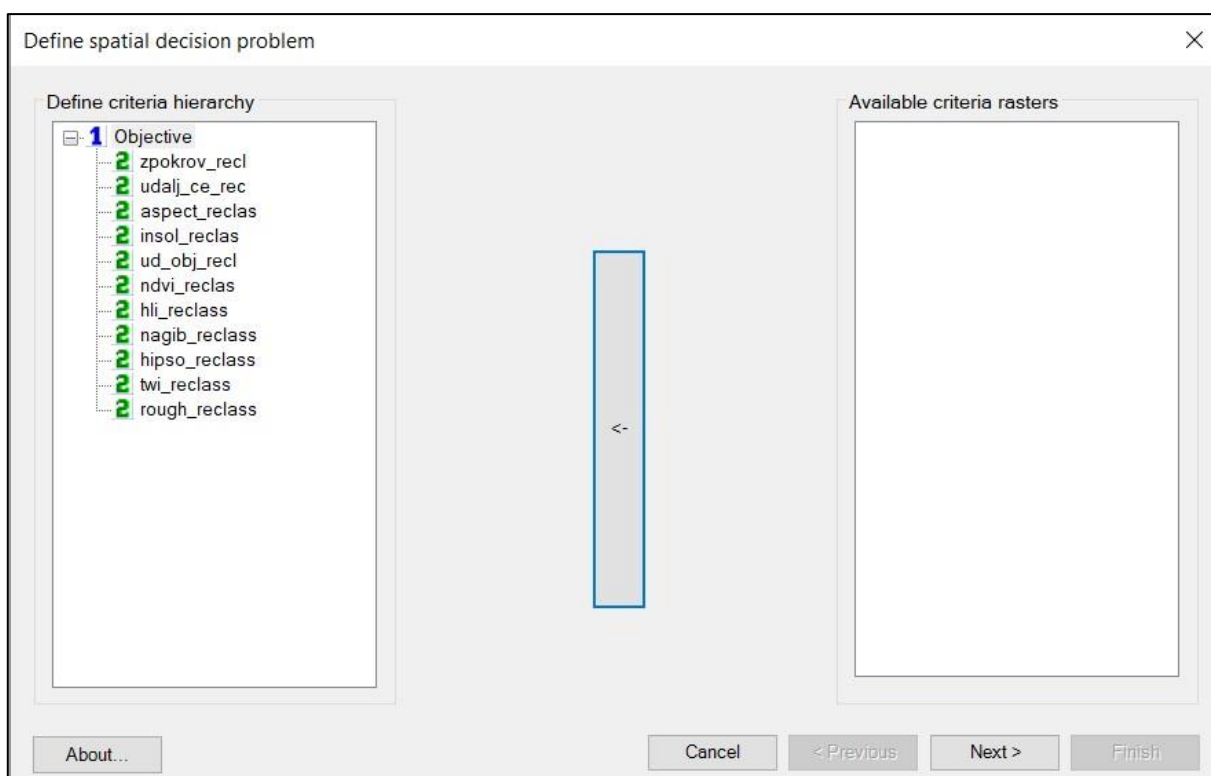 Define spatial decision problem
Define criteria hierarchy
1 Objective
2 zpokrov_recl
2 udalj_ce_rec
2 aspect_reclas
2 insol_reclas
2 ud_obj_recl
2 ndvi_reclas
2 hli_reclass
2 nagib_reclass
2 hipso_reclass
2 twi_reclass
2 rough_reclass
<-
Available criteria rasters
About...
Cancel
< Previous
Next >
Finish